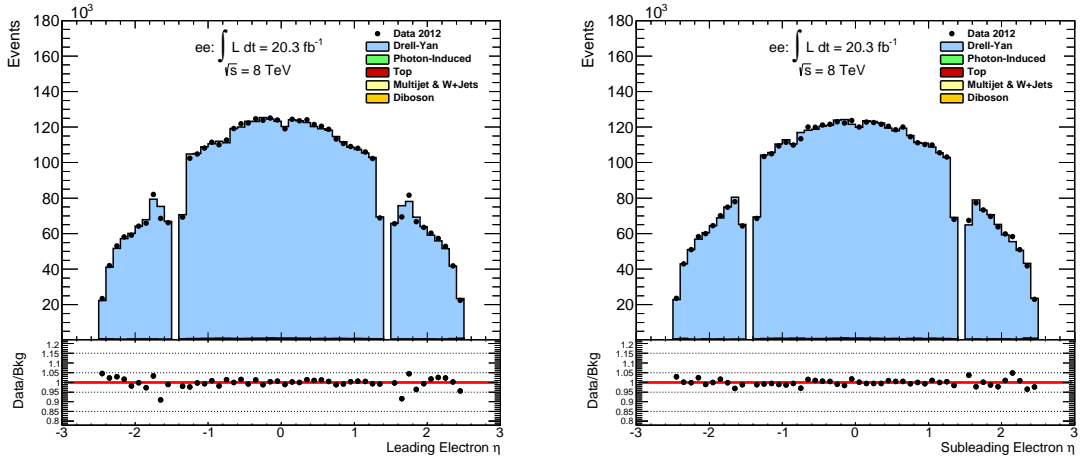 10³
Events
180
160
140
120
100
80
60
40
20
ee: ∫ L dt = 20.3 fb⁻¹
√s = 8 TeV
Data 2012
Drell-Yan
Photon-Induced
Top
Multijet & W+Jets
Diboson
Data/Bkg
1.2
1.15
1.1
1.05
1
0.95
0.9
0.85
0.8
-3 -2 -1 0 1 2 3
Leading Electron η
10³
Events
180
160
140
120
100
80
60
40
20
ee: ∫ L dt = 20.3 fb⁻¹
√s = 8 TeV
Data 2012
Drell-Yan
Photon-Induced
Top
Multijet & W+Jets
Diboson
Data/Bkg
1.2
1.15
1.1
1.05
1
0.95
0.9
0.85
0.8
-3 -2 -1 0 1 2 3
Subleading Electron η